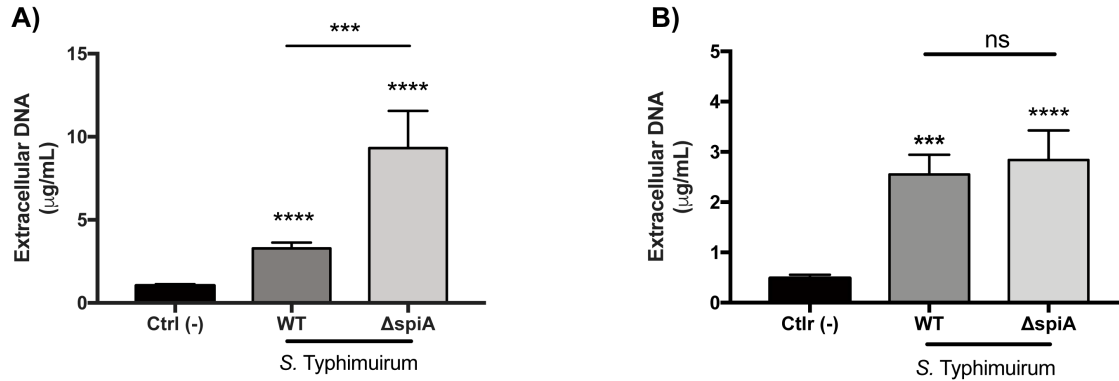 A)
***
15
10
5
0
Extracellular DNA
(µg/mL)
****
****
Ctrl (-)
WT
ΔspiA
S. Typhimuirum
B)
ns
5
4
3
2
1
0
Extracellular DNA
(µg/mL)
***
****
Ctlr (-)
WT
ΔspiA
S. Typhimuirum